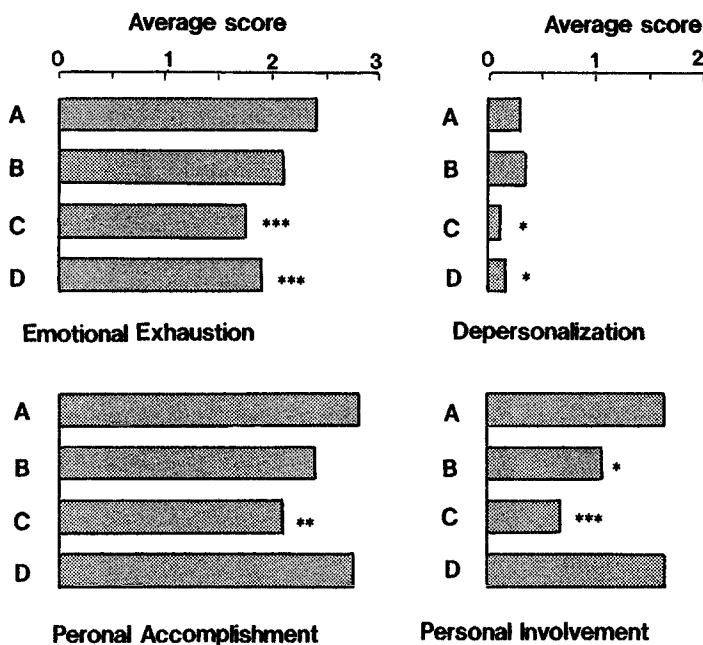 Average score
0 1 2 3
A
B
C ***
D ***
Emotional Exhaustion
Average score
0 1 2
A
B
C *
D *
Depersonalization
A
B
C **
D
Peronal Accomplishment
A
B *
C ***
D
Personal Involvement